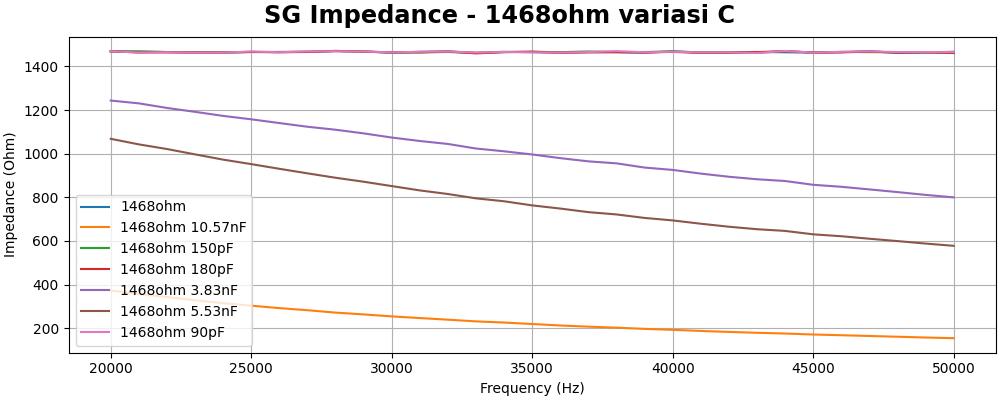 SG Impedance - 1468ohm variasi C
Impedance (Ohm)
1400
1200
1000
800
600
400
200
1468ohm
1468ohm 10.57nF
1468ohm 150pF
1468ohm 180pF
1468ohm 3.83nF
1468ohm 5.53nF
1468ohm 90pF
20000 25000 30000 35000 40000 45000 50000
Frequency (Hz)